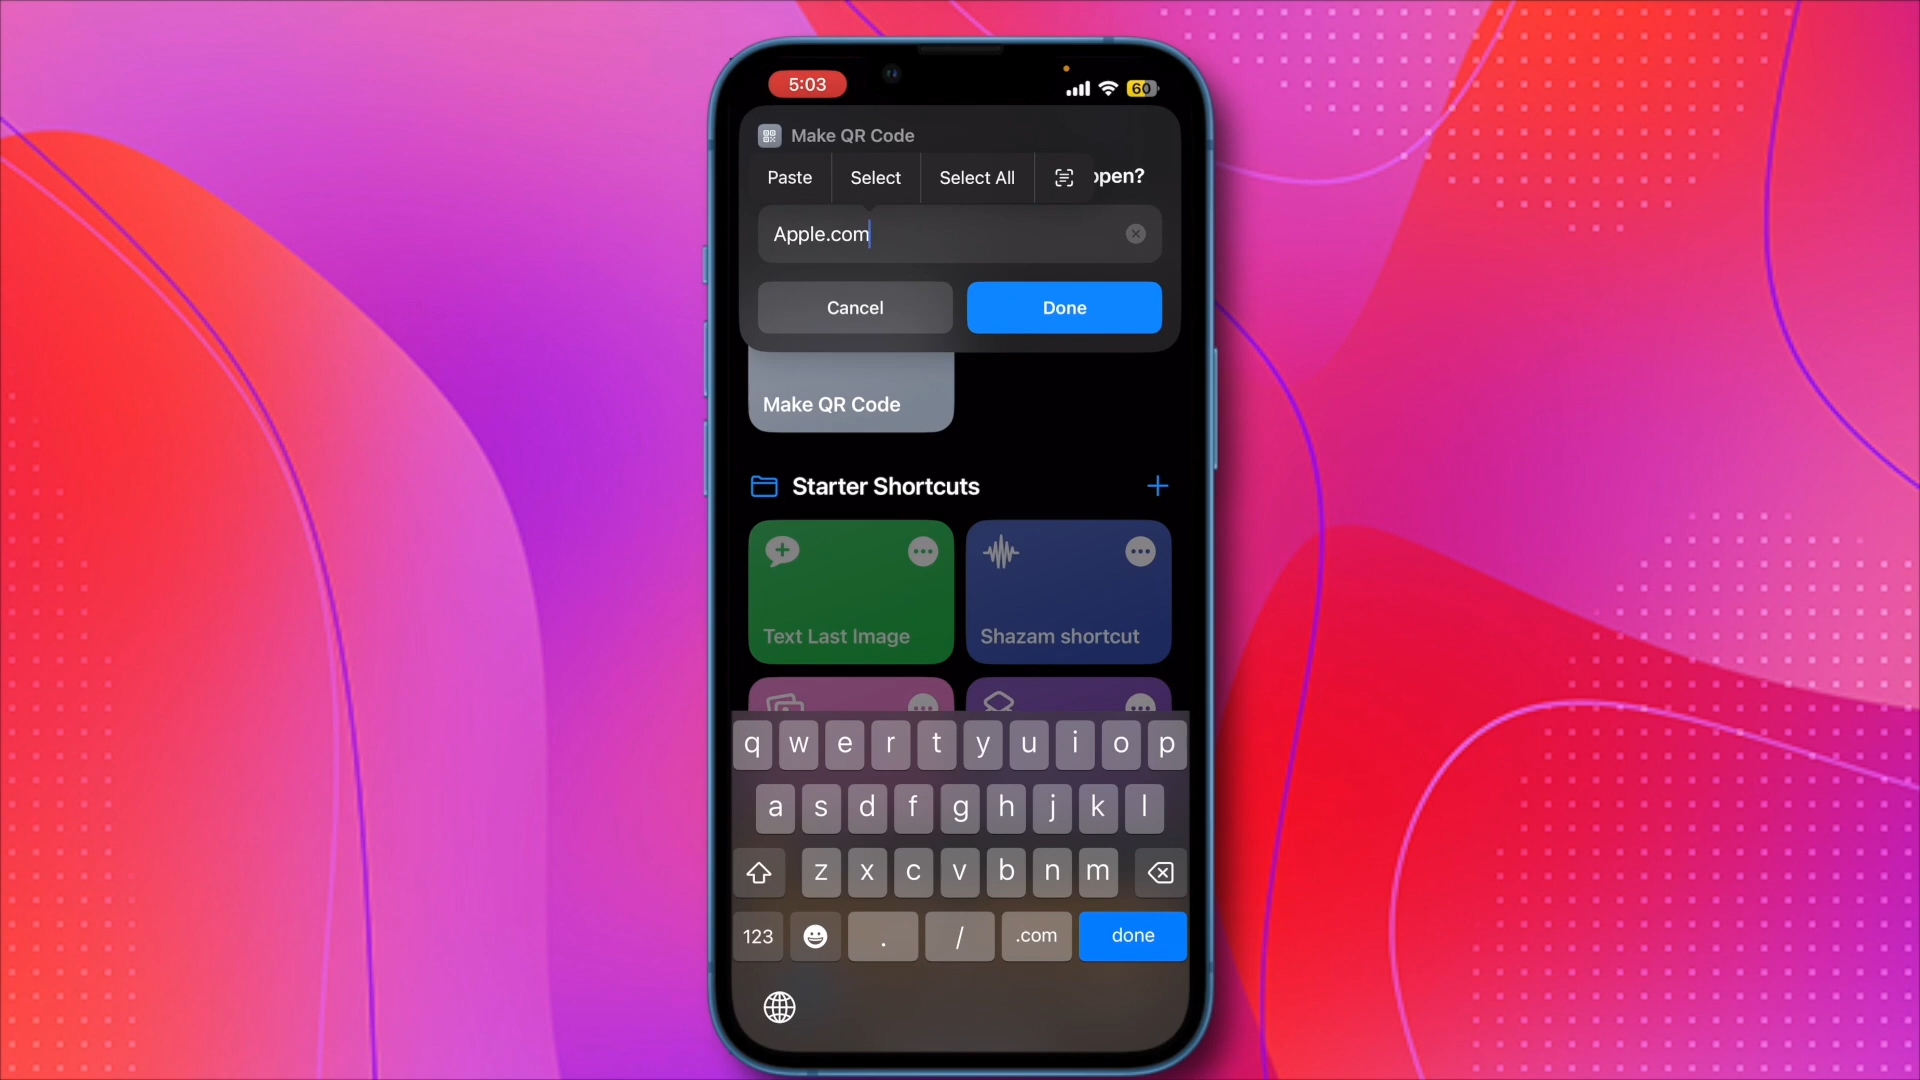 5:03
60
Make QR Code
Paste
Select
Select All
open?
Apple.com
Cancel
Done
Make QR Code
Starter Shortcuts
Text Last Image
Shazam shortcut
q w e r t y u i o p
a s d f g h j k l
z x c v b n m
123
.
/
.com
done